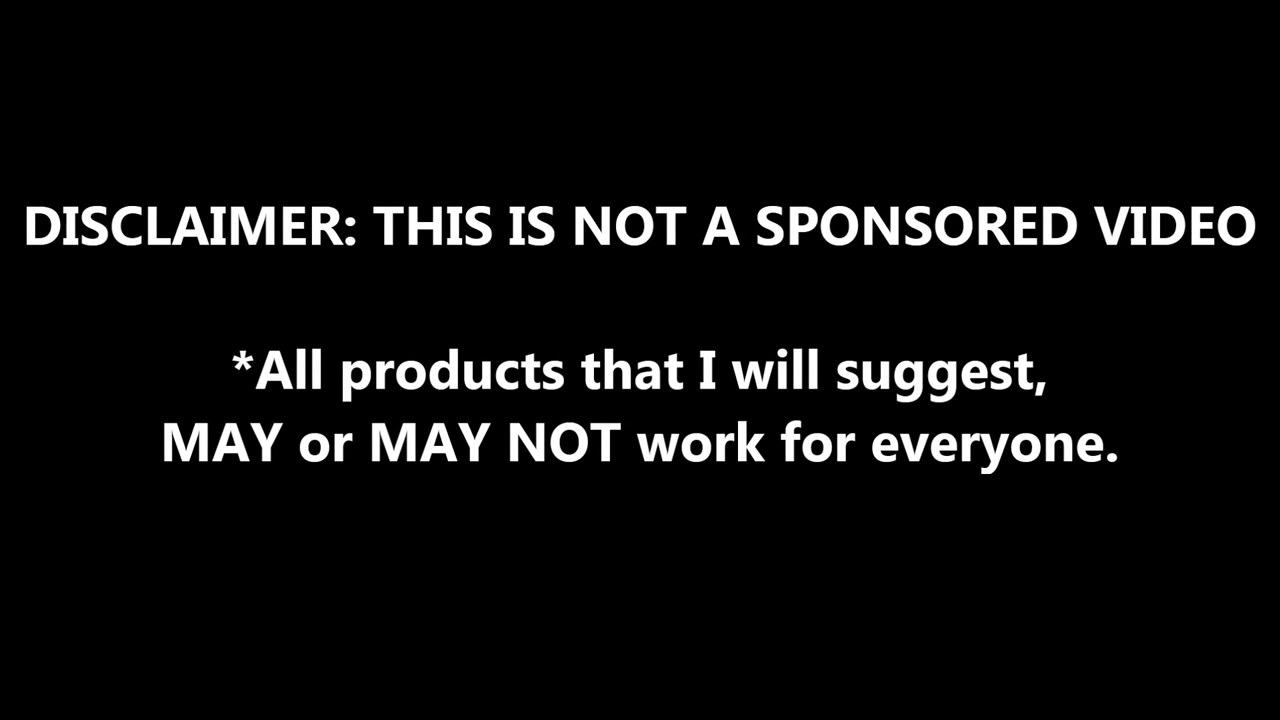 DISCLAIMER: THIS IS NOT A SPONSORED VIDEO
*All products that I will suggest,
MAY or MAY NOT work for everyone.